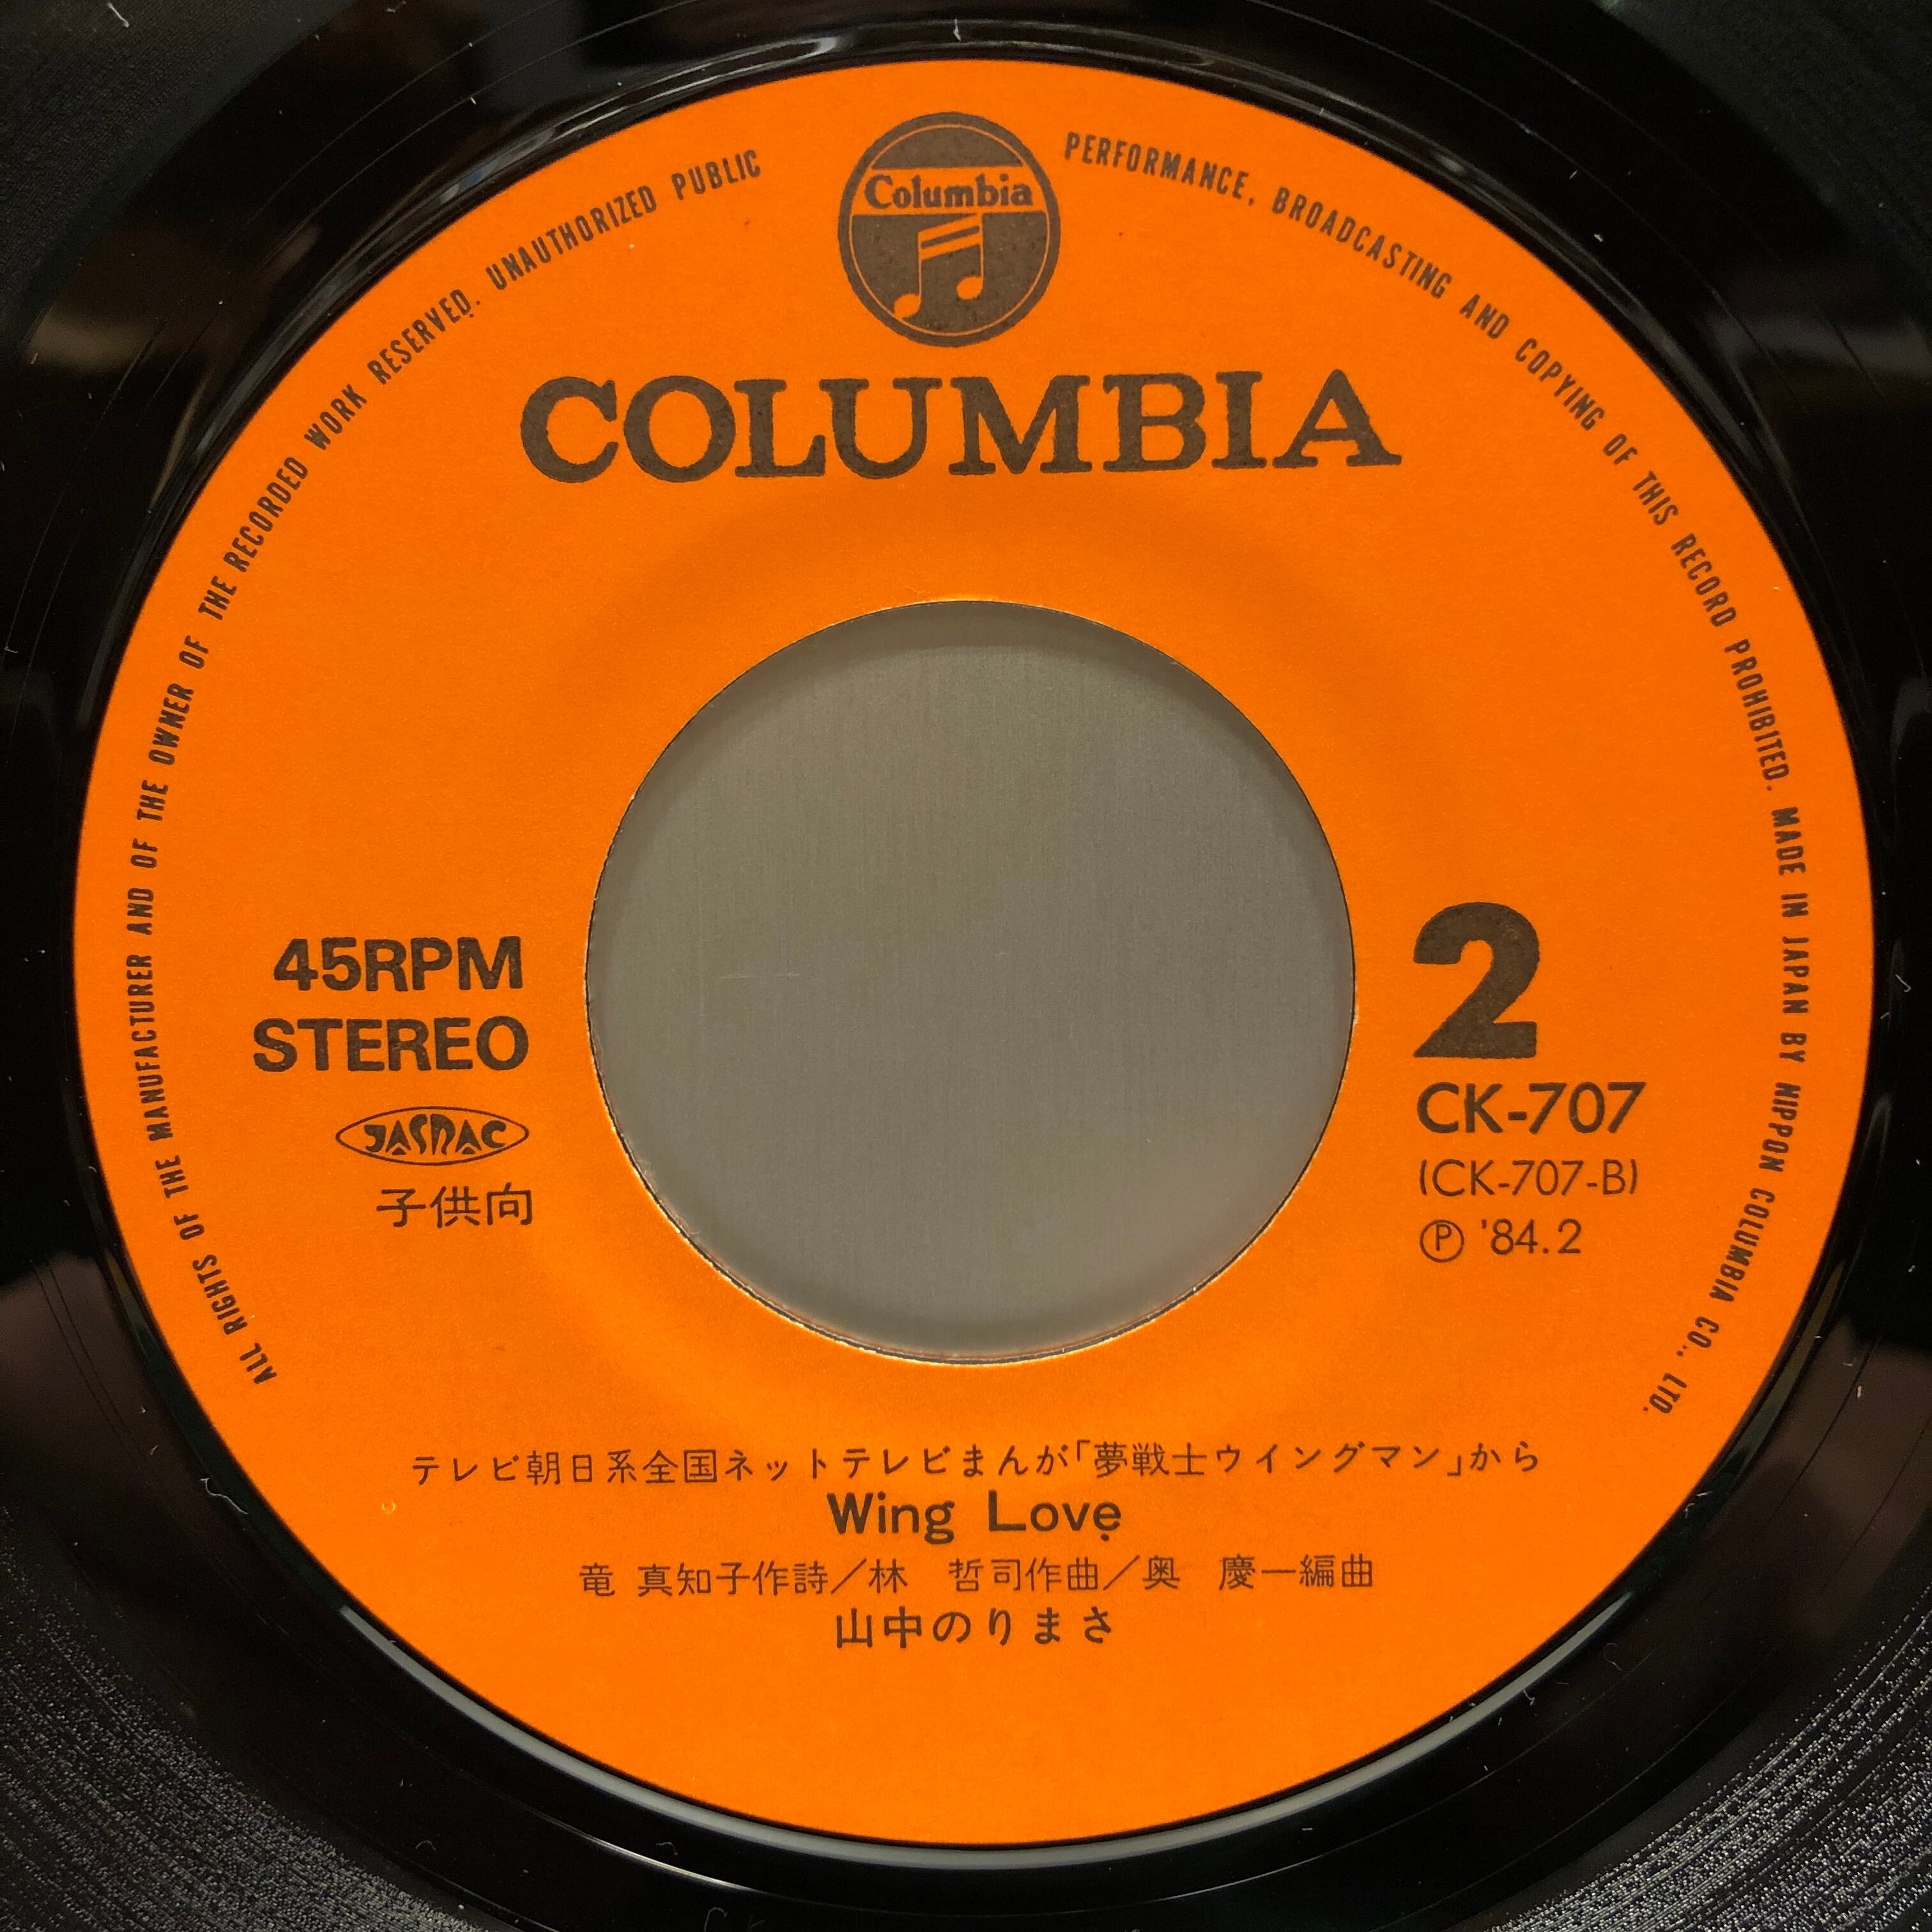 ALL RIGHTS OF THE MANUFACTURER AND OF THE OWNER OF THE RECORDED WORK RESERVED. UNAUTHORIZED PUBLIC PERFORMANCE, BROADCASTING AND COPYING OF THIS RECORD PROHIBITED. MADE IN JAPAN BY NIPPON COLUMBIA CO., LTD.
Columbia
COLUMBIA
45RPM
STEREO
JASRAC
子供向
2
CK-707
(CK-707-B)
Ⓟ '84.2
テレビ朝日系全国ネットテレビまんが「夢戦士ウイングマン」から
Wing Love
竜 真知子作詩／林　哲司作曲／奥　慶一編曲
山中のりまさ